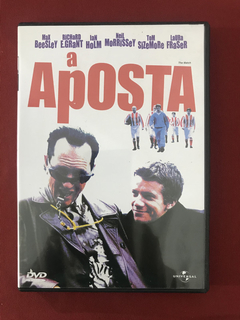 MAX BEESLEY RICHARD E.GRANT IAN HOLM NEIL MORRISSEY TOM SIZEMORE LAURA FRASER
a
APOSTA
DVD
UNIVERSAL